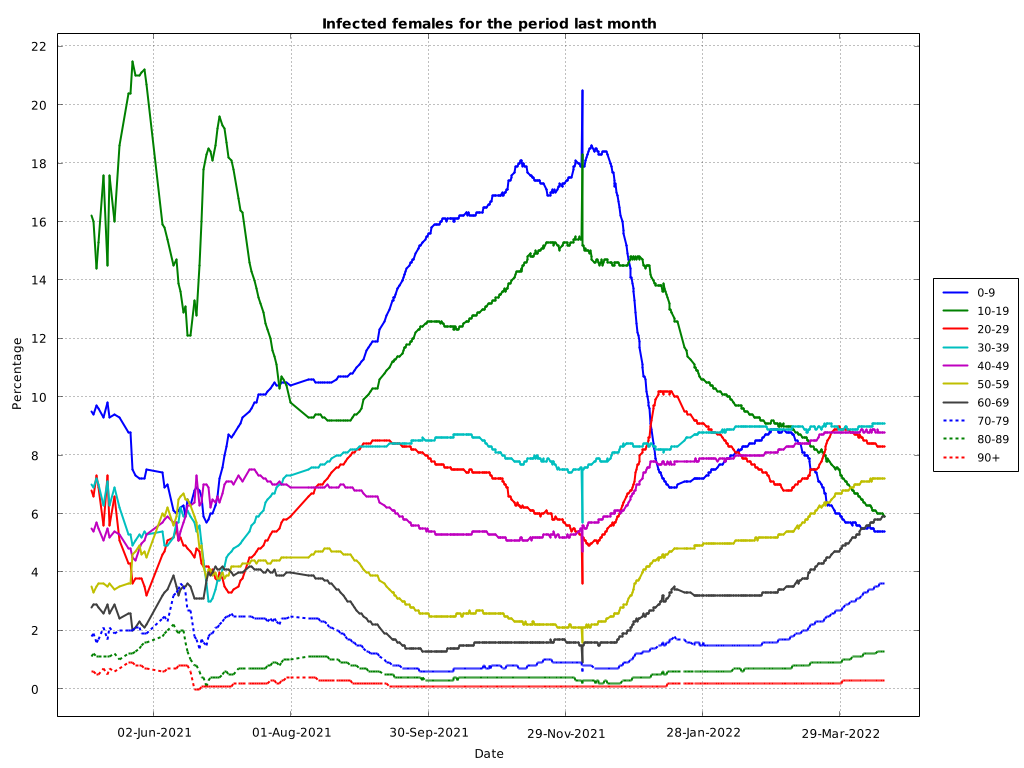 Infected females for the period last month
Percentage
22
20
18
16
14
12
10
8
6
4
2
0
02-Jun-2021
01-Aug-2021
30-Sep-2021
29-Nov-2021
28-Jan-2022
29-Mar-2022
Date
0-9
10-19
20-29
30-39
40-49
50-59
60-69
70-79
80-89
90+